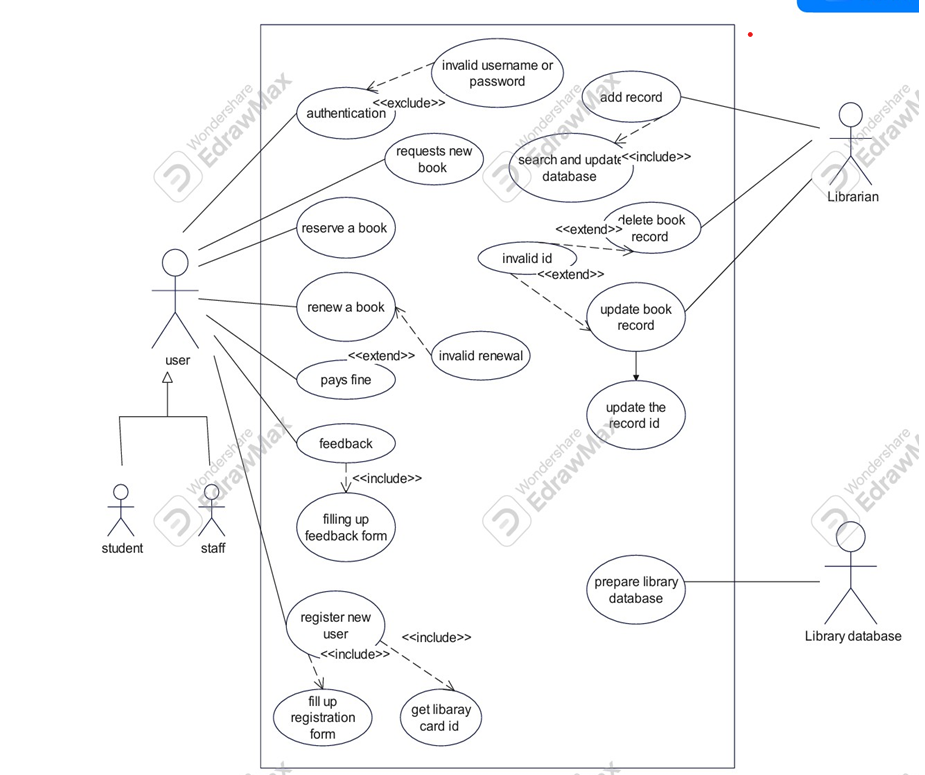 invalid username or
password
<<exclude>>
authentication
add record
requests new
book
search and update
database
<<include>>
Librarian
reserve a book
delete book
record
<<extend>>
invalid id
<<extend>>
renew a book
update book
record
user
<<extend>>
invalid renewal
pays fine
update the
record id
feedback
<<include>>
filling up
feedback form
student
staff
prepare library
database
Library database
register new
user
<<include>>
<<include>>
fill up
registration
form
get libaray
card id
Wondershare
EdrawMax
Wondershare
EdrawMax
Wondershare
EdrawMax
Wondershare
EdrawMax
Wondershare
EdrawMax
Wondershare
EdrawMax